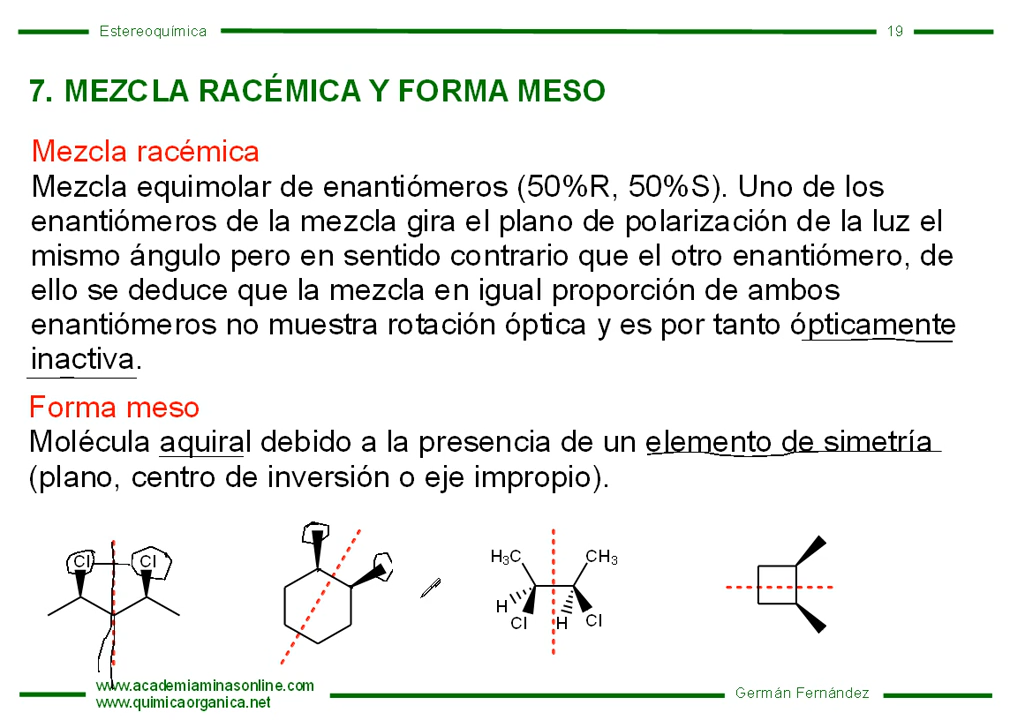 Estereoquímica
19
7. MEZCLA RACÉMICA Y FORMA MESO
Mezcla racémica
Mezcla equimolar de enantiómeros (50%R, 50%S). Uno de los
enantiómeros de la mezcla gira el plano de polarización de la luz el
mismo ángulo pero en sentido contrario que el otro enantiómero, de
ello se deduce que la mezcla en igual proporción de ambos
enantiómeros no muestra rotación óptica y es por tanto ópticamente
inactiva.
Forma meso
Molécula aquiral debido a la presencia de un elemento de simetría
(plano, centro de inversión o eje impropio).
Cl Cl
H₃C CH₃
H Cl H Cl
www.academiaminasonline.com
www.quimicaorganica.net
Germán Fernández